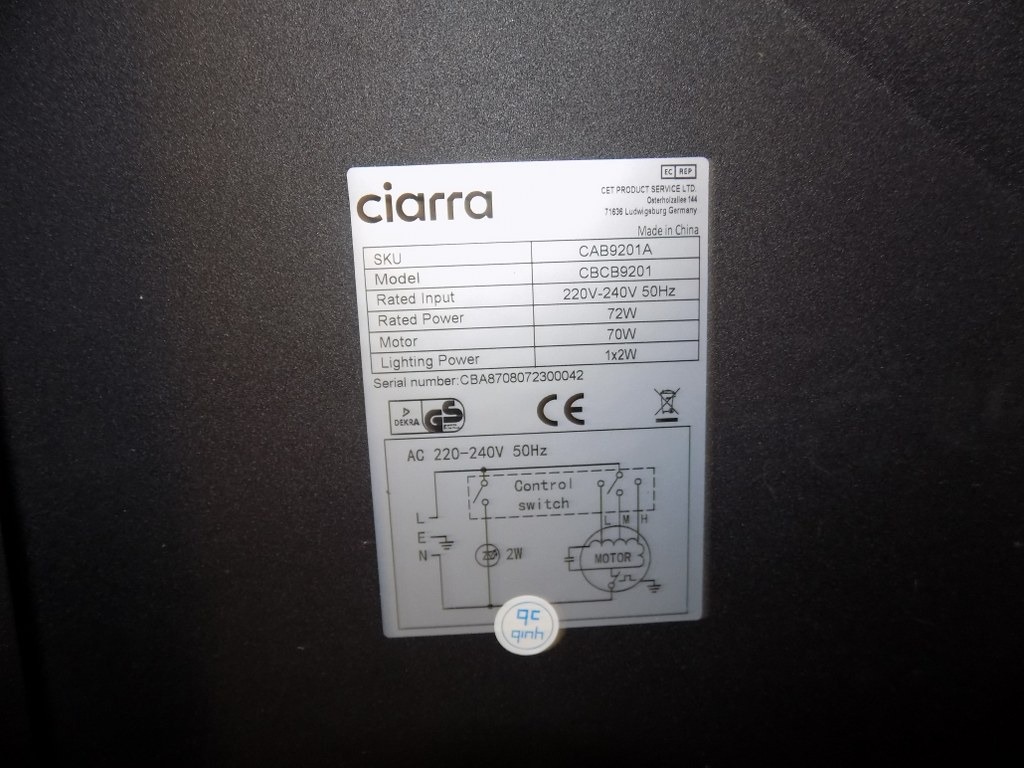 ciarra
EC REP
CET PRODUCT SERVICE LTD.
Osterholzallee 144
71636 Ludwigsburg Germany
Made in China
SKU CAB9201A
Model CBCB9201
Rated Input 220V-240V 50Hz
Rated Power 72W
Motor 70W
Lighting Power 1x2W
Serial number:CBA8708072300042
DEKRA GS CE
AC 220-240V 50Hz
Control
switch
L
L M H
E
N
2W
MOTOR
qc
qinh